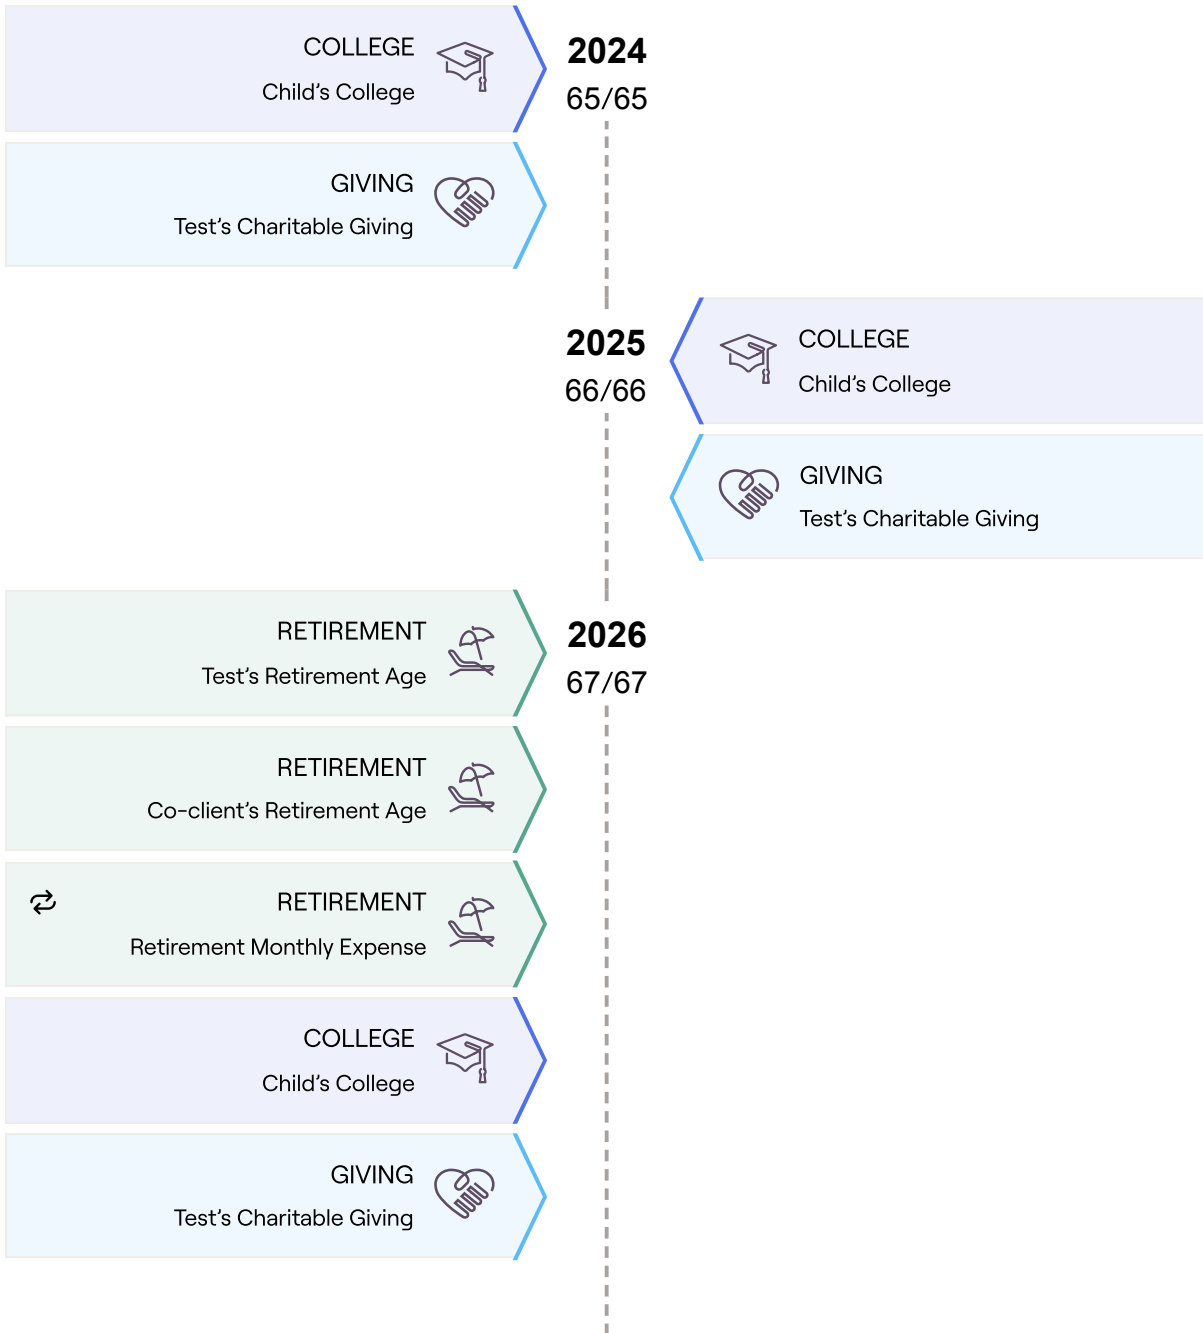 COLLEGE
Child’s College
2024
65/65
GIVING
Test’s Charitable Giving
2025
66/66
COLLEGE
Child’s College
GIVING
Test’s Charitable Giving
RETIREMENT
Test’s Retirement Age
2026
67/67
RETIREMENT
Co-client’s Retirement Age
RETIREMENT
Retirement Monthly Expense
COLLEGE
Child’s College
GIVING
Test’s Charitable Giving